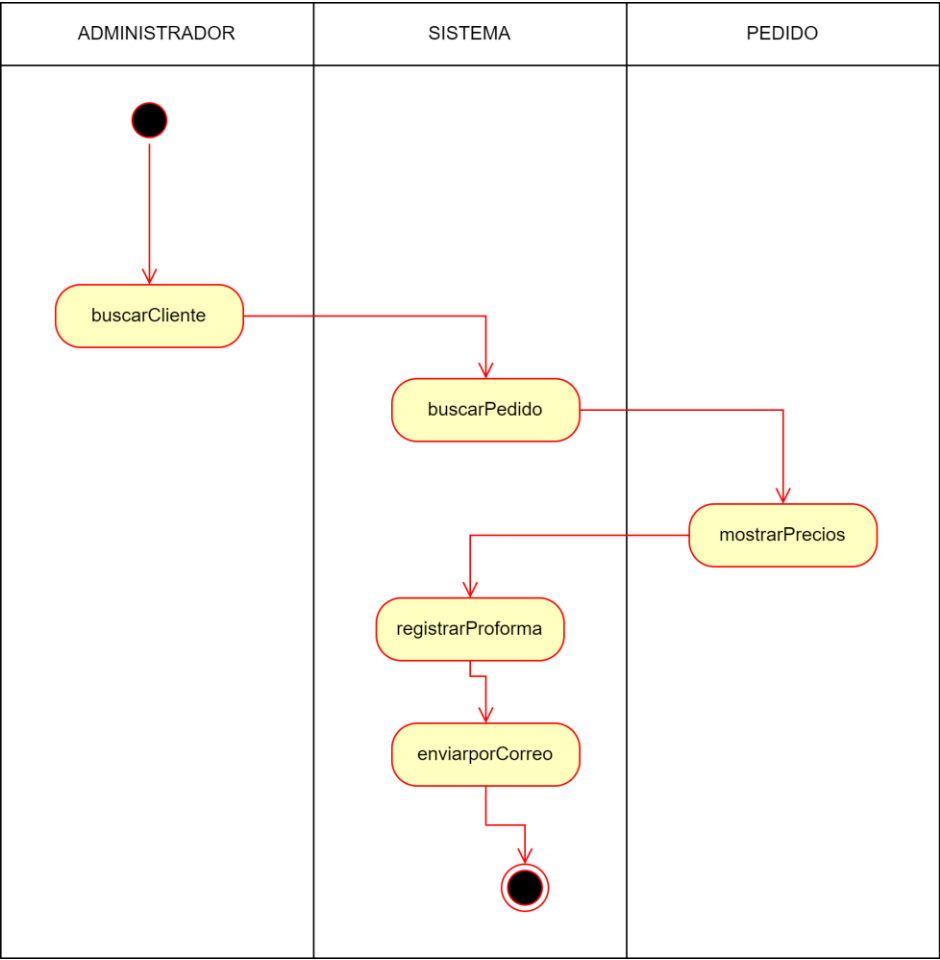 ADMINISTRADOR
SISTEMA
PEDIDO
buscarCliente
buscarPedido
mostrarPrecios
registrarProforma
enviarporCorreo